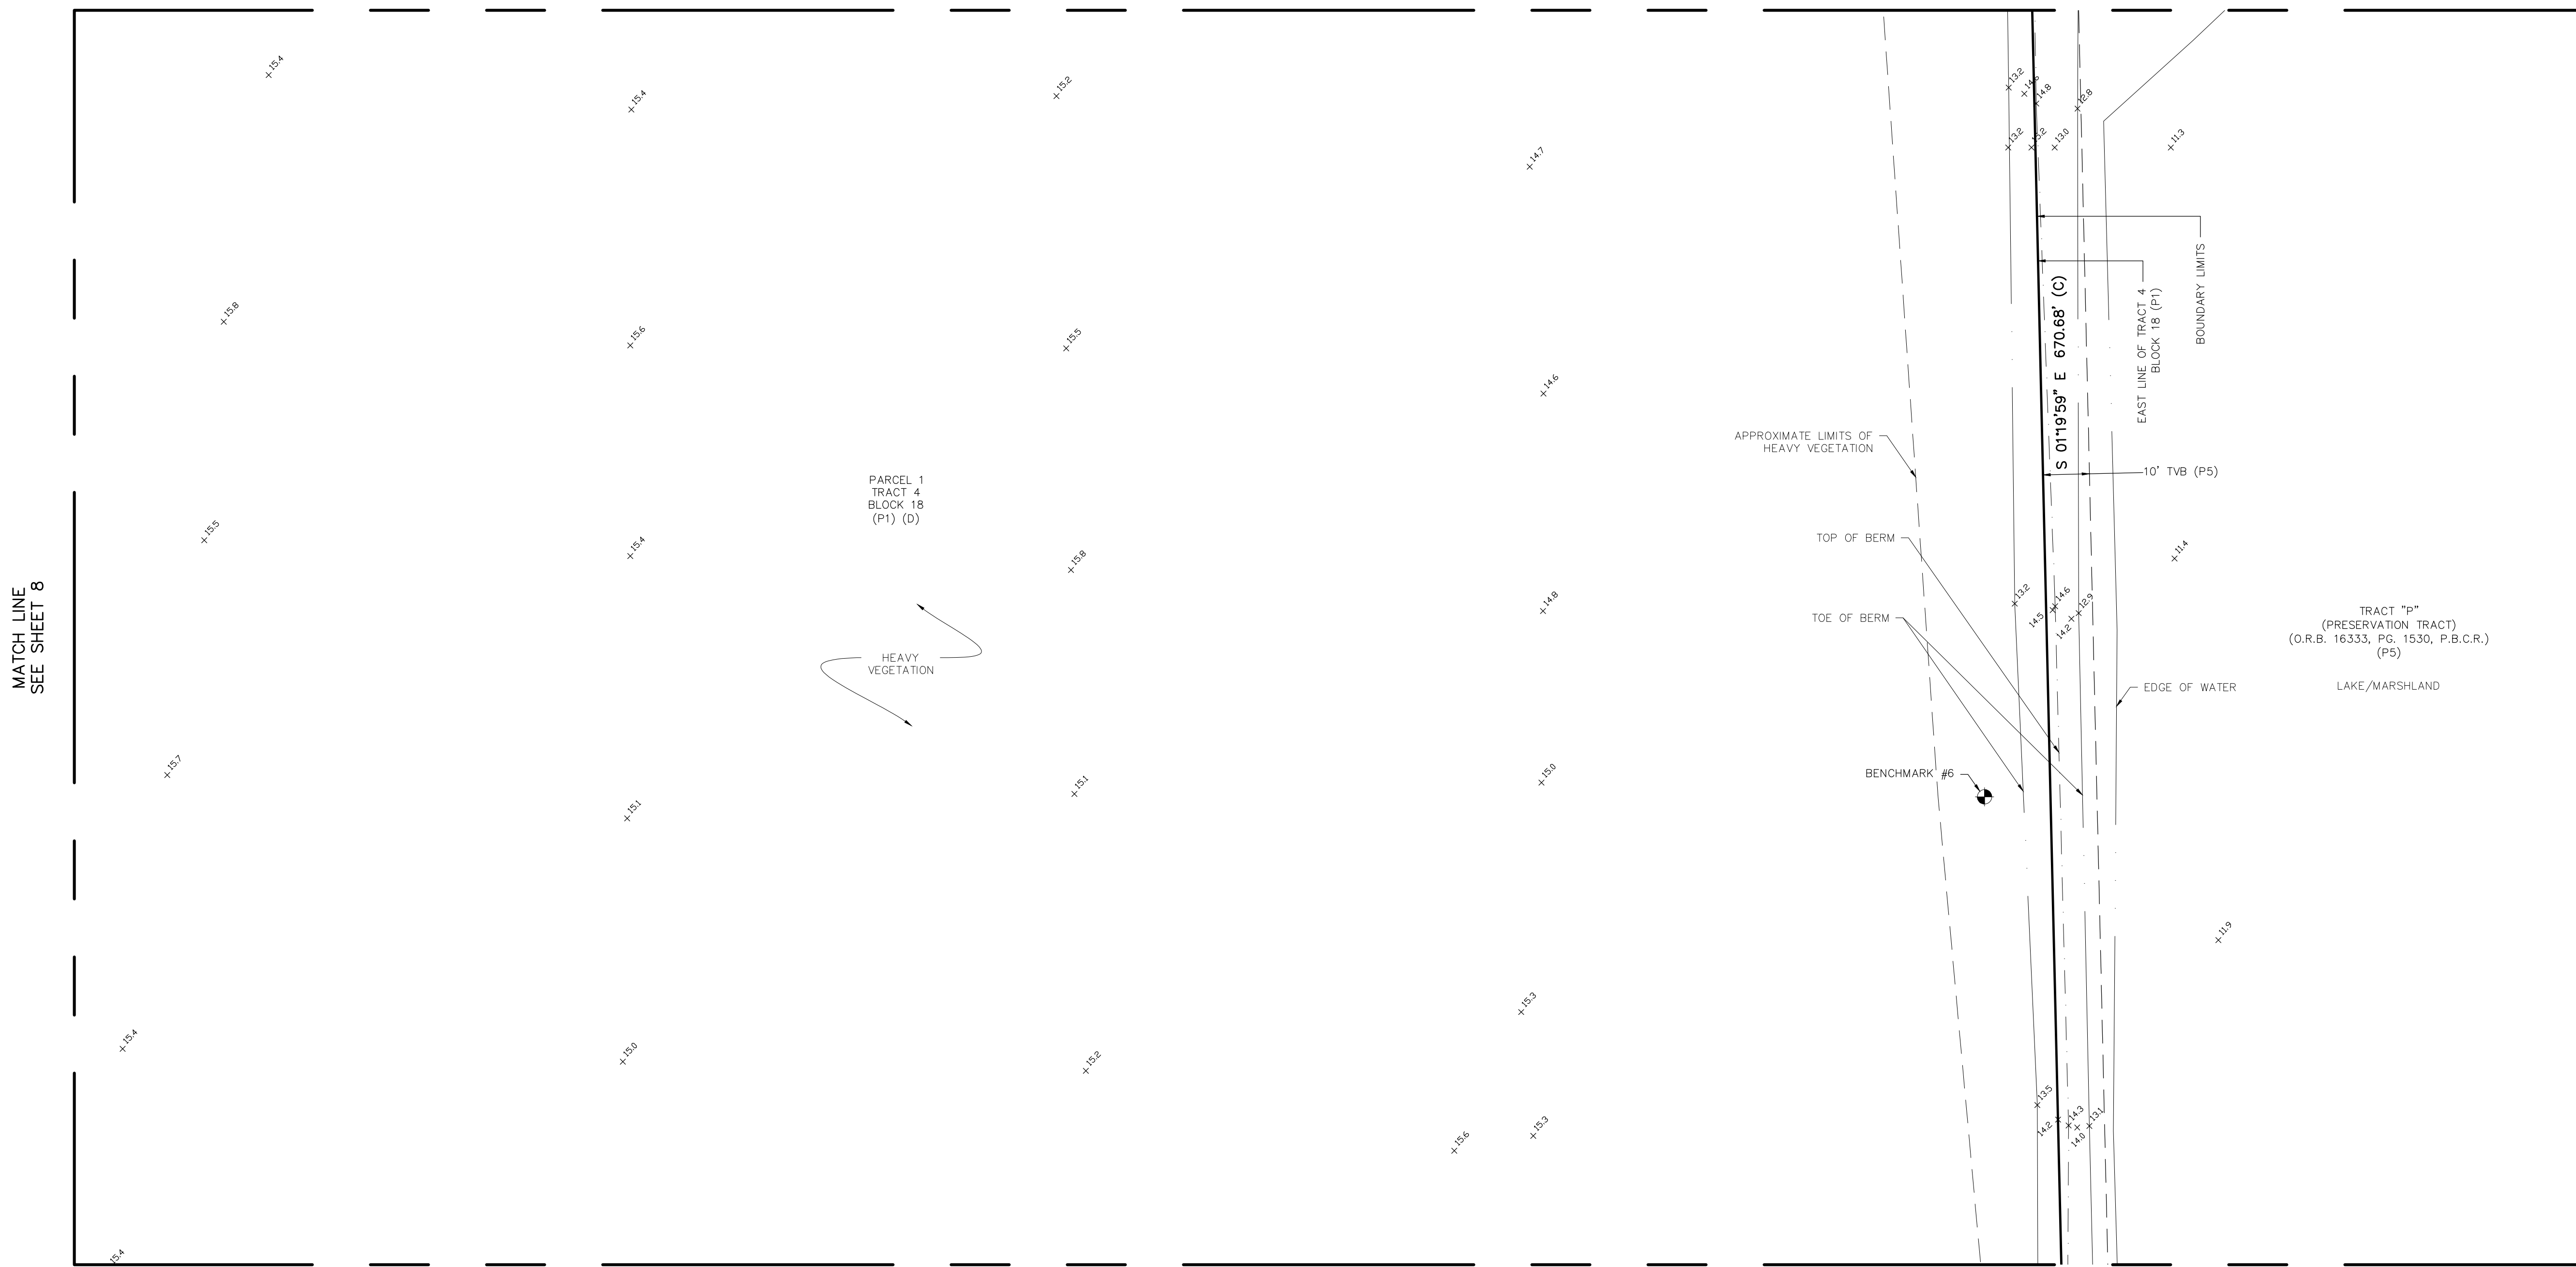 MATCH LINE
SEE SHEET 8
15.4
15.4
15.2
14.7
13.2
14.8
12.8
13.2
13.0
11.3
15.8
15.6
15.5
14.6
BOUNDARY LIMITS
EAST LINE OF TRACT 4
BLOCK 18 (P1)
S 01°19'59" E 670.68' (C)
APPROXIMATE LIMITS OF
HEAVY VEGETATION
10' TVB (P5)
PARCEL 1
TRACT 4
BLOCK 18
(P1) (D)
15.5
15.4
15.8
14.8
TOP OF BERM
11.4
13.2
14.5
14.6
14.2
12.9
TOE OF BERM
TRACT "P"
(PRESERVATION TRACT)
(O.R.B. 16333, PG. 1530, P.B.C.R.)
(P5)
LAKE/MARSHLAND
HEAVY
VEGETATION
EDGE OF WATER
15.7
15.1
15.1
15.0
BENCHMARK #6
11.9
15.4
15.0
15.2
15.3
15.6
15.3
13.5
14.2
14.3
14.0
13.1
15.4